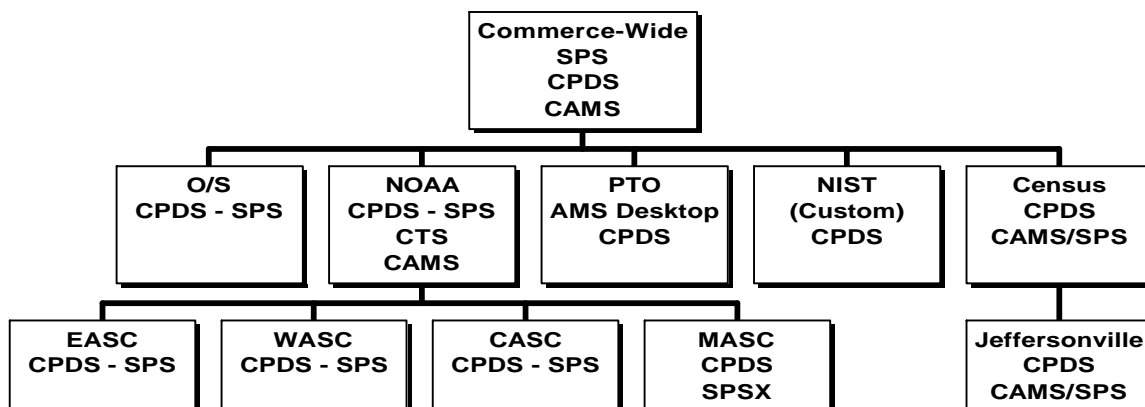 Commerce-Wide
SPS
CPDS
CAMS
O/S
CPDS - SPS
NOAA
CPDS - SPS
CTS
CAMS
PTO
AMS Desktop
CPDS
NIST
(Custom)
CPDS
Census
CPDS
CAMS/SPS
EASC
CPDS - SPS
WASC
CPDS - SPS
CASC
CPDS - SPS
MASC
CPDS
SPSX
Jeffersonville
CPDS
CAMS/SPS